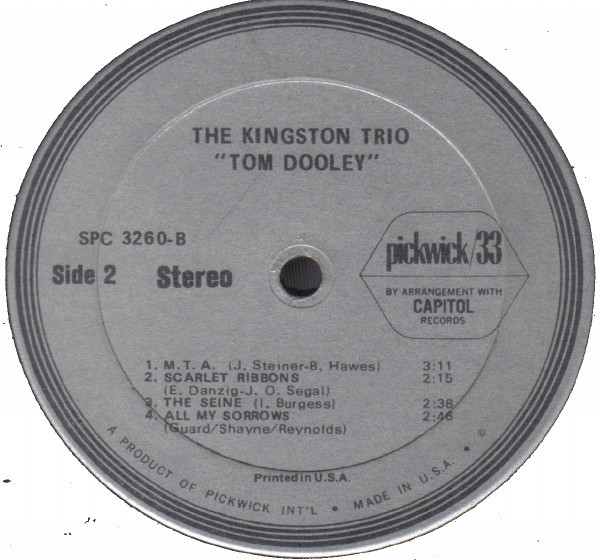 THE KINGSTON TRIO
"TOM DOOLEY"
SPC 3260-B
Side 2 Stereo
pickwick/33
BY ARRANGEMENT WITH
CAPITOL
RECORDS
1. M.T.A. (J. Steiner-B. Hawes) 3:11
2. SCARLET RIBBONS 2:15
(E. Danzig-J. O. Segal)
3. THE SEINE (I. Burgess) 2:38
4. ALL MY SORROWS 2:46
(Guard/Shayne/Reynolds)
Printed in U.S.A.
A PRODUCT OF PICKWICK INT'L • MADE IN U.S.A. • ©